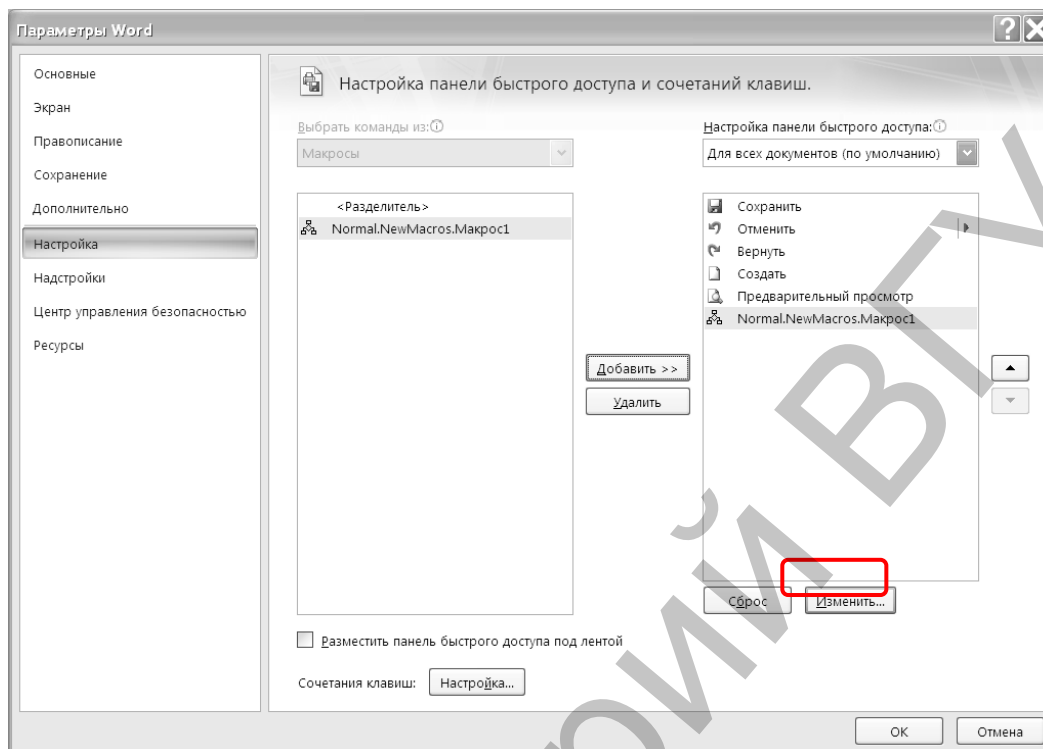 Параметры Word
Основные
Экран
Правописание
Сохранение
Дополнительно
Настройка
Надстройки
Центр управления безопасностью
Ресурсы
Настройка панели быстрого доступа и сочетаний клавиш.
Выбрать команды из:
Макросы
<Разделитель>
Normal.NewMacros.Макрос1
Добавить >>
Удалить
Настройка панели быстрого доступа:
Для всех документов (по умолчанию)
Сохранить
Отменить
Вернуть
Создать
Предварительный просмотр
Normal.NewMacros.Макрос1
Сброс
Изменить...
Разместить панель быстрого доступа под лентой
Сочетания клавиш:
Настройка...
ОК
Отмена
рий ВГУ